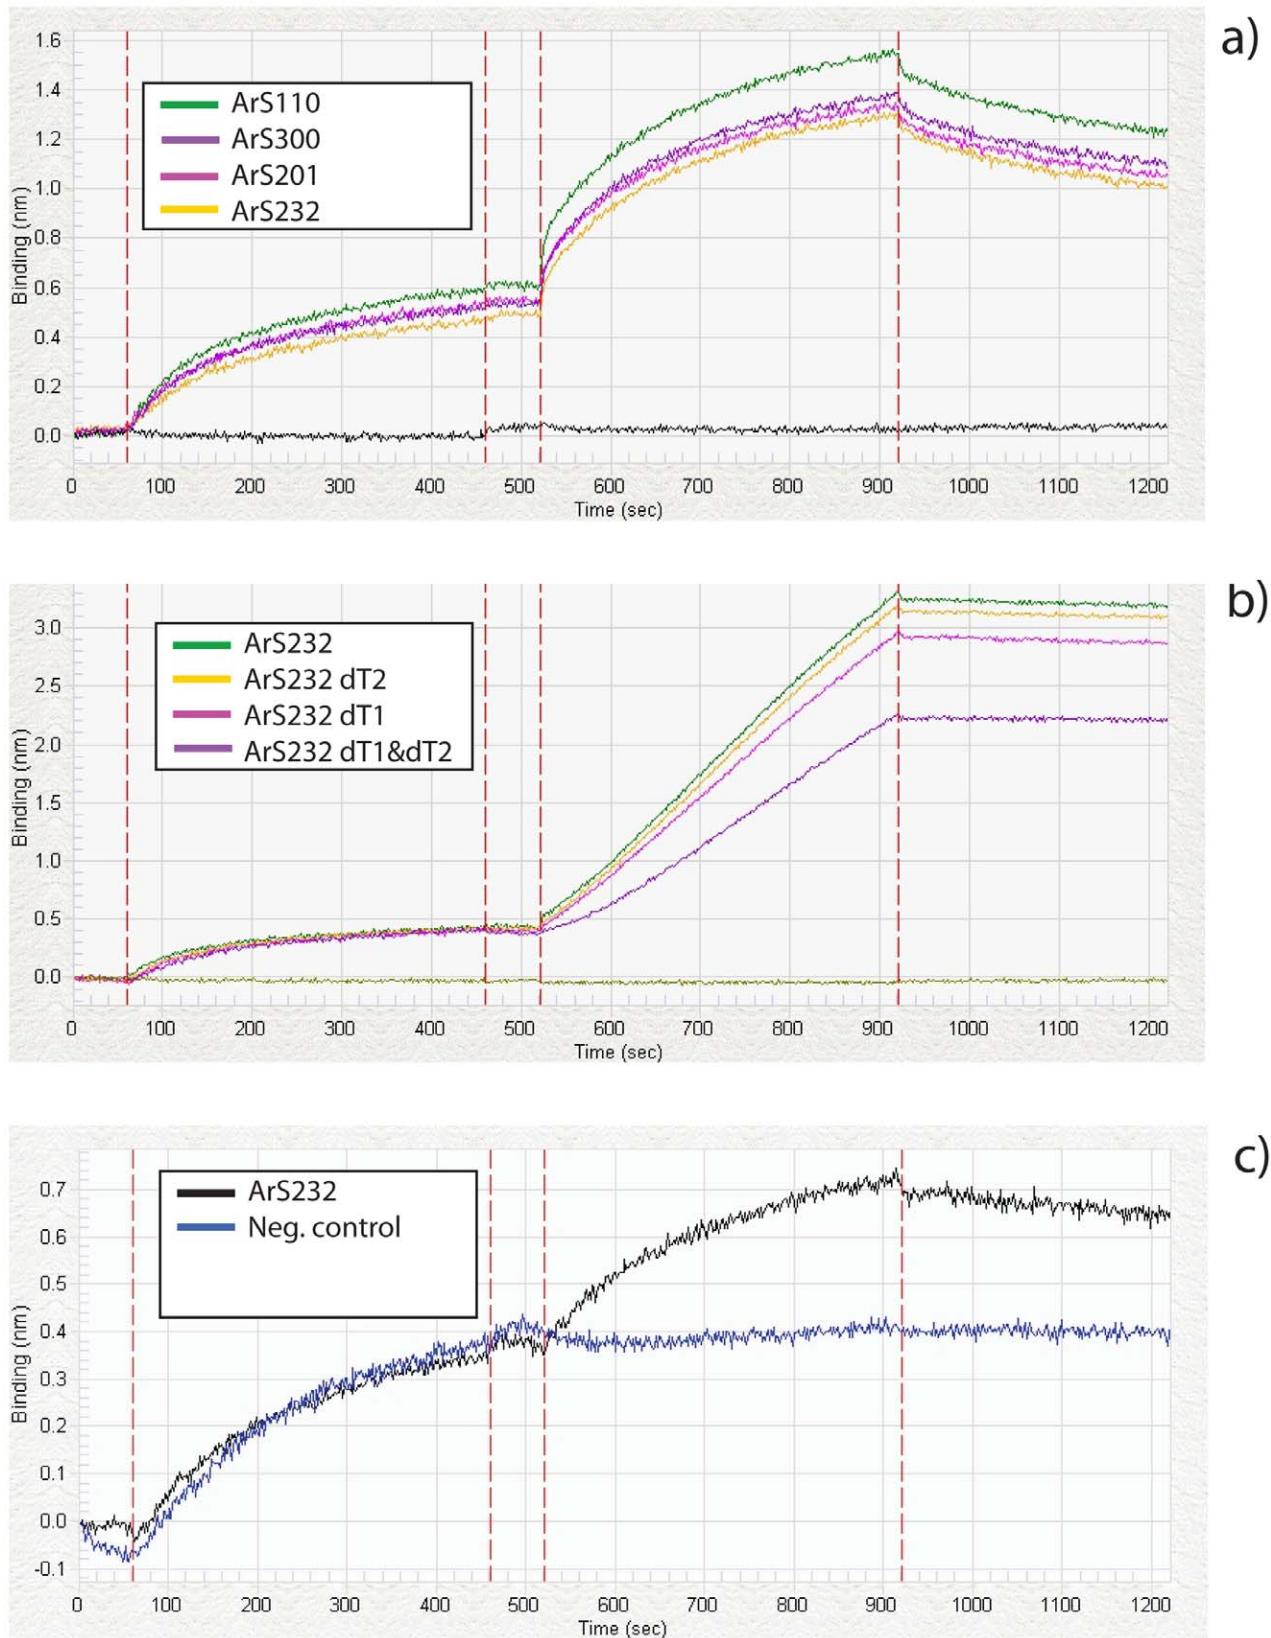 a)
1.6
1.4
1.2
1.0
0.8
0.6
0.4
0.2
0.0
Binding (nm)
ArS110
ArS300
ArS201
ArS232
0 100 200 300 400 500 600 700 800 900 1000 1100 1200
Time (sec)
b)
3.0
2.5
2.0
1.5
1.0
0.5
0.0
Binding (nm)
ArS232
ArS232 dT2
ArS232 dT1
ArS232 dT1&dT2
0 100 200 300 400 500 600 700 800 900 1000 1100 1200
Time (sec)
c)
0.7
0.6
0.5
0.4
0.3
0.2
0.1
0.0
-0.1
Binding (nm)
ArS232
Neg. control
0 100 200 300 400 500 600 700 800 900 1000 1100 1200
Time (sec)